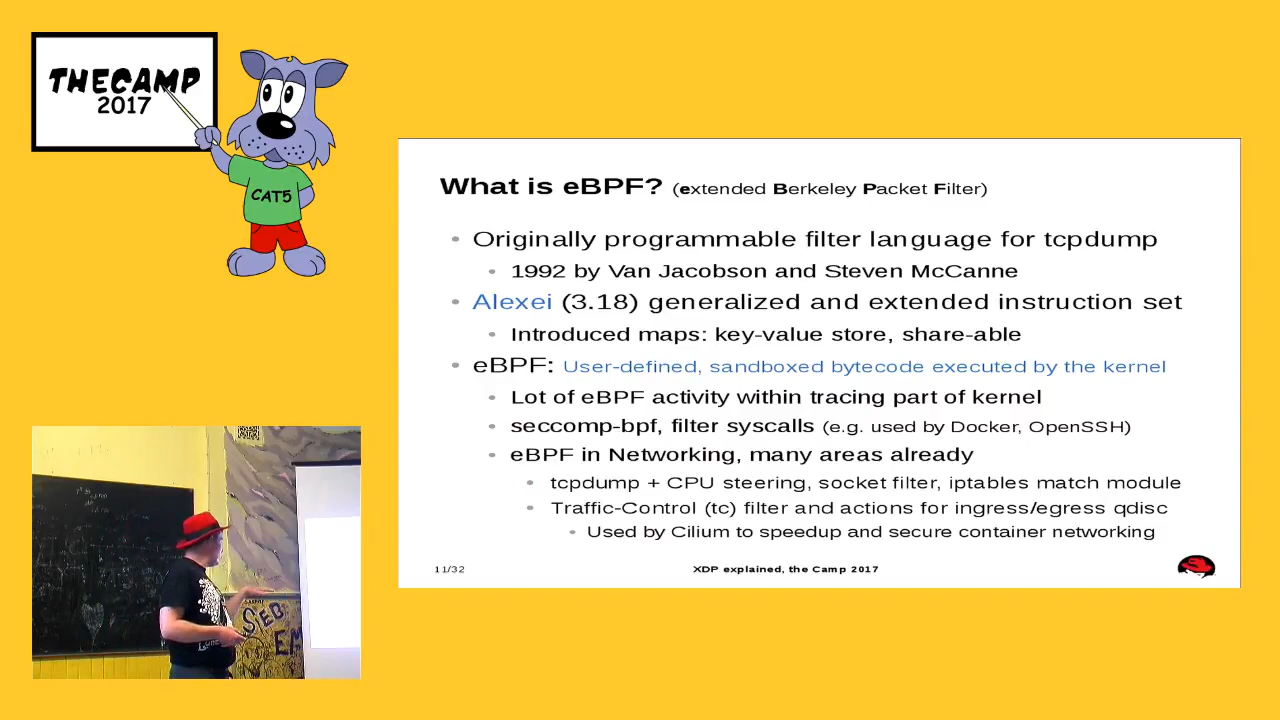 THECAMP
2017
CAT5
What is eBPF? (extended Berkeley Packet Filter)
• Originally programmable filter language for tcpdump
• 1992 by Van Jacobson and Steven McCanne
• Alexei (3.18) generalized and extended instruction set
• Introduced maps: key-value store, share-able
• eBPF: User-defined, sandboxed bytecode executed by the kernel
• Lot of eBPF activity within tracing part of kernel
• seccomp-bpf, filter syscalls (e.g. used by Docker, OpenSSH)
• eBPF in Networking, many areas already
• tcpdump + CPU steering, socket filter, iptables match module
• Traffic-Control (tc) filter and actions for ingress/egress qdisc
• Used by Cilium to speedup and secure container networking
11/32
XDP explained, the Camp 2017
SEB
EM